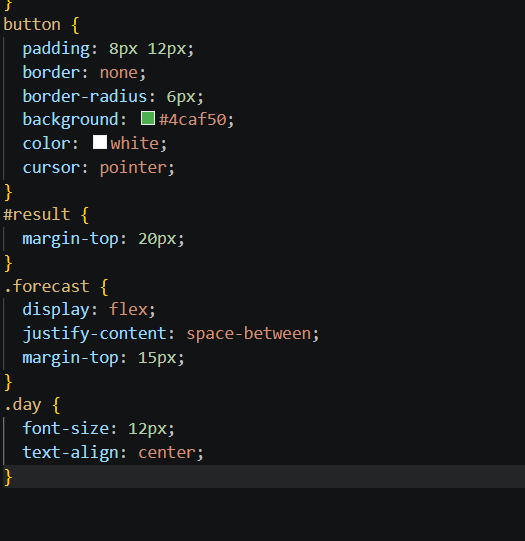 }
button {
  padding: 8px 12px;
  border: none;
  border-radius: 6px;
  background: #4caf50;
  color: white;
  cursor: pointer;
}
#result {
  margin-top: 20px;
}
.forecast {
  display: flex;
  justify-content: space-between;
  margin-top: 15px;
}
.day {
  font-size: 12px;
  text-align: center;
}